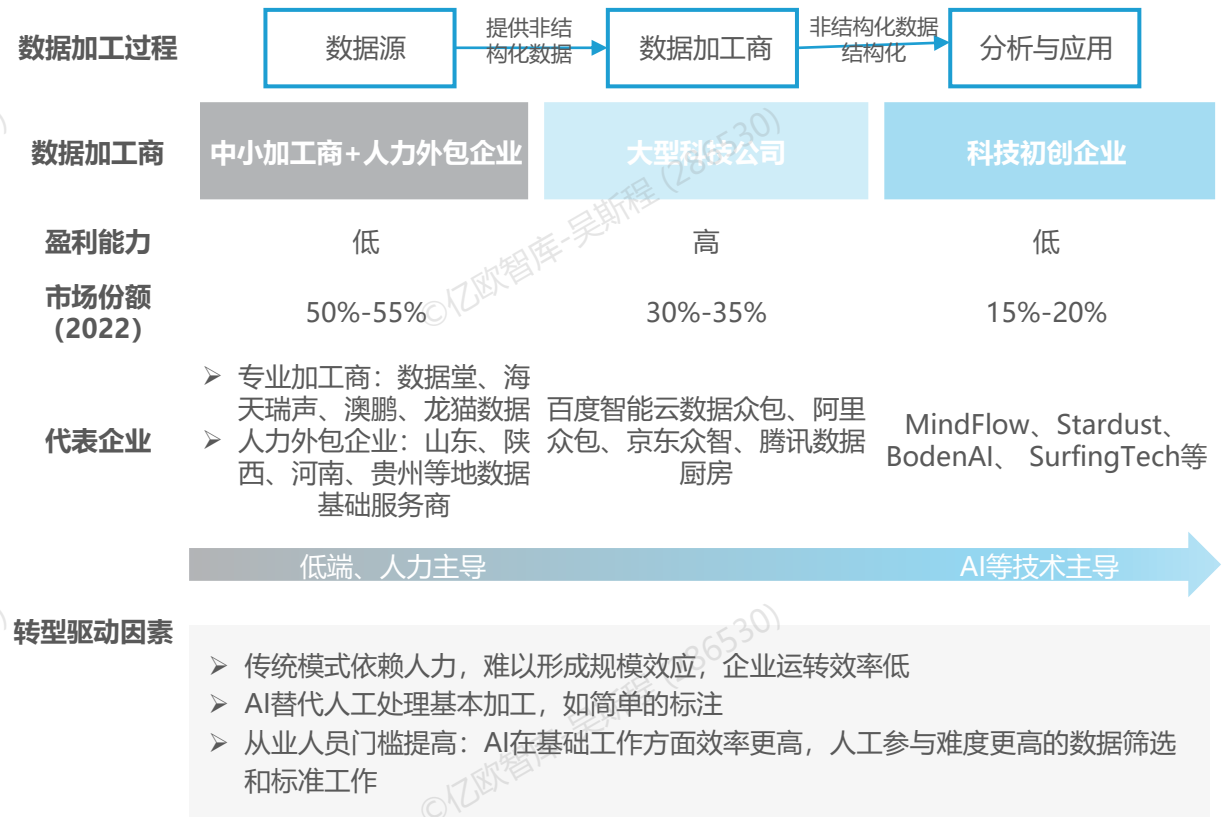 数据加工过程
数据源
提供非结
构化数据
数据加工商
非结构化数据
结构化
分析与应用
数据加工商
中小加工商+人力外包企业
大型科技公司
科技初创企业
盈利能力
低
高
低
市场份额
(2022)
50%-55%
30%-35%
15%-20%
代表企业
➢ 专业加工商：数据堂、海
天瑞声、澳鹏、龙猫数据
➢ 人力外包企业：山东、陕
西、河南、贵州等地数据
基础服务商
百度智能云数据众包、阿里
众包、京东众智、腾讯数据
厨房
MindFlow、Stardust、
BodenAI、 SurfingTech等
低端、人力主导
AI等技术主导
转型驱动因素
➢ 传统模式依赖人力，难以形成规模效应，企业运转效率低
➢ AI替代人工处理基本加工，如简单的标注
➢ 从业人员门槛提高：AI在基础工作方面效率更高，人工参与难度更高的数据筛选
和标准工作
©亿欧智库-吴斯程 (286530)
©亿欧智库-吴斯程 (286530)